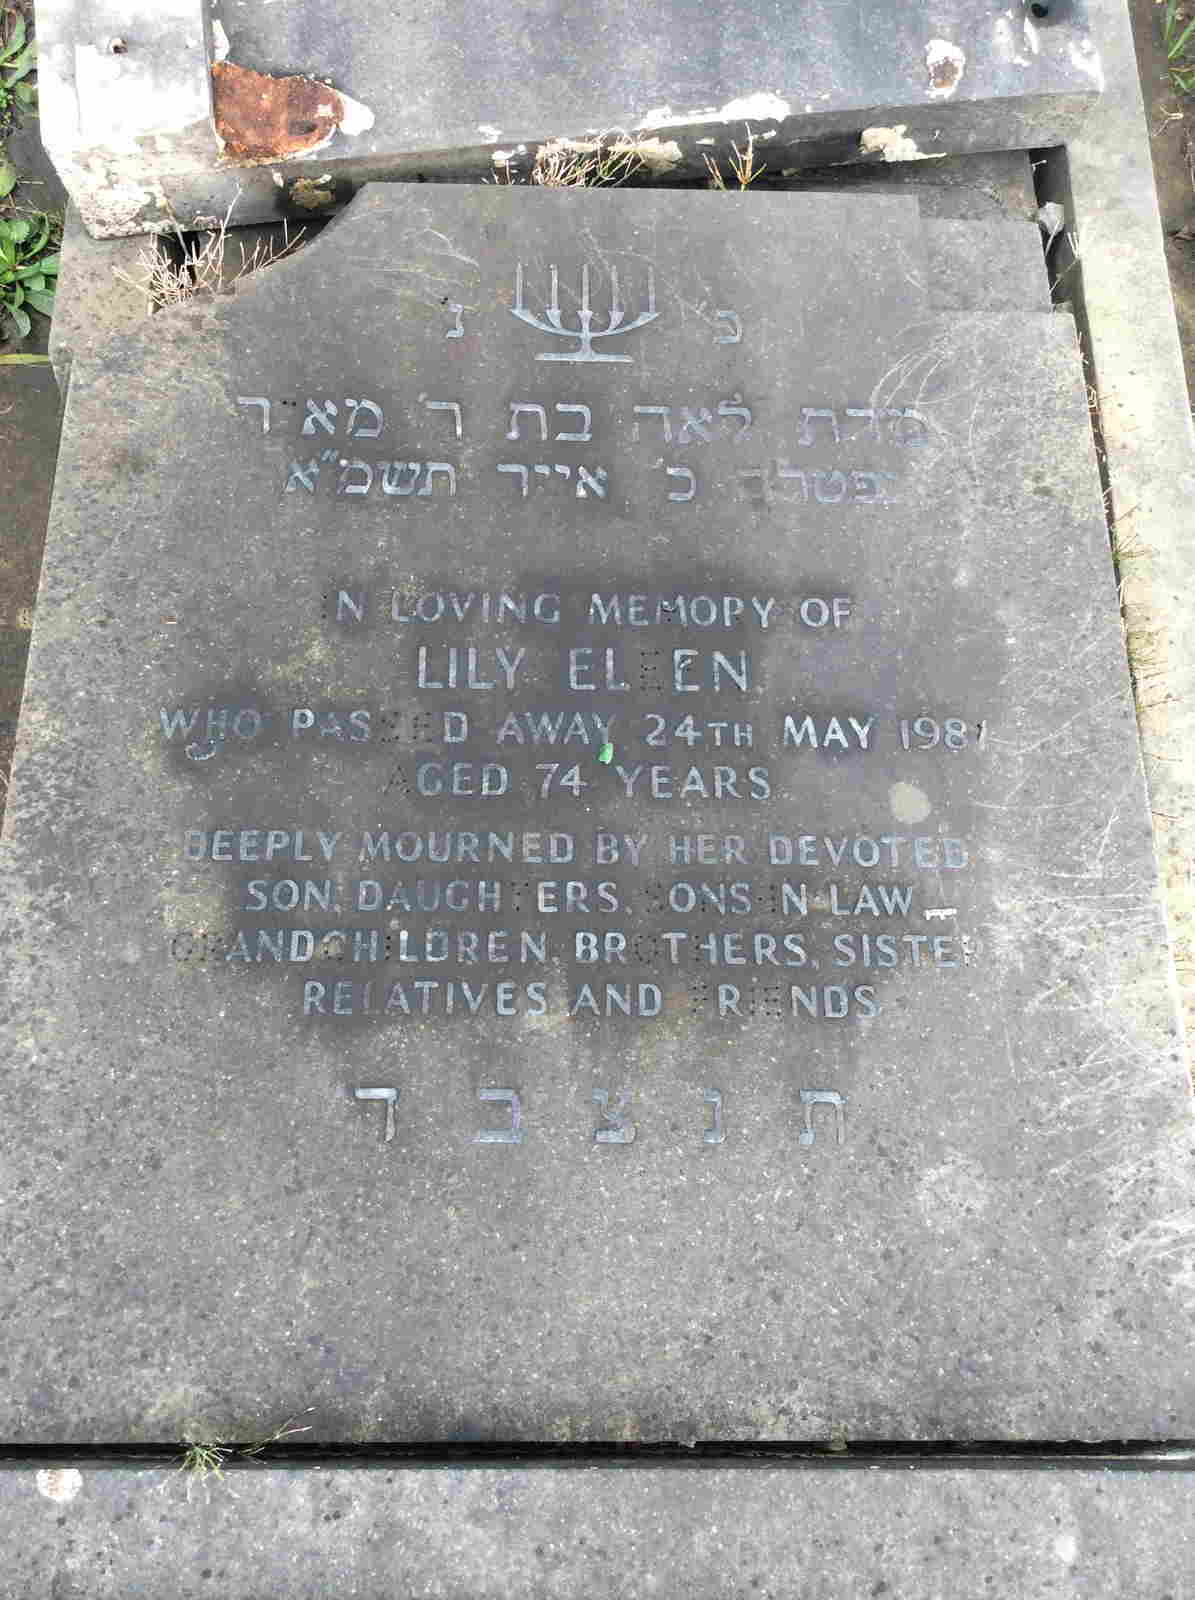 פ נ
מרת לאה בת ר' מאיר
נפטרה כ' אייר תשמ"א
IN LOVING MEMORY OF
LILY ELEEN
WHO PASSED AWAY 24TH MAY 1981
AGED 74 YEARS
DEEPLY MOURNED BY HER DEVOTED
SON, DAUGHTERS, SONS IN LAW
GRANDCHILDREN, BROTHERS, SISTER
RELATIVES AND FRIENDS
ת נ צ ב ה